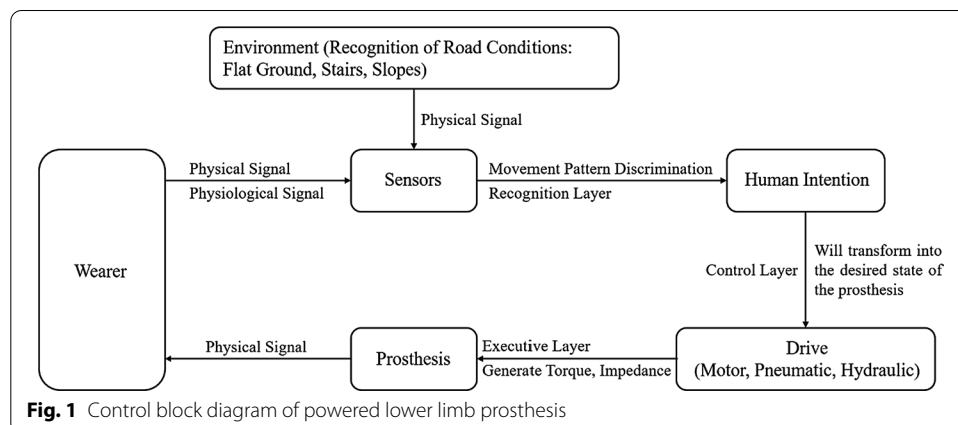 Environment (Recognition of Road Conditions:
Flat Ground, Stairs, Slopes)
Physical Signal
Physical Signal
Physiological Signal
Sensors
Movement Pattern Discrimination
Recognition Layer
Human Intention
Wearer
Control Layer
Will transform into
the desired state of
the prosthesis
Physical Signal
Prosthesis
Executive Layer
Generate Torque, Impedance
Drive
(Motor, Pneumatic, Hydraulic)
Fig. 1 Control block diagram of powered lower limb prosthesis